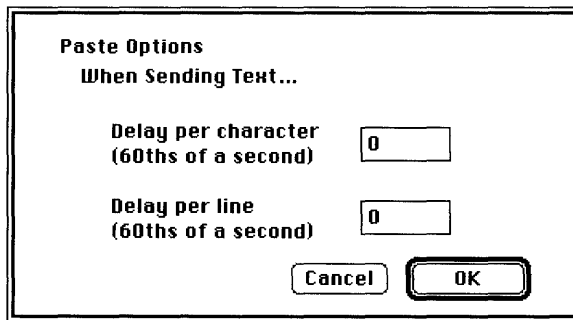 Paste Options
When Sending Text...
Delay per character
(60ths of a second)
0
Delay per line
(60ths of a second)
0
Cancel
OK